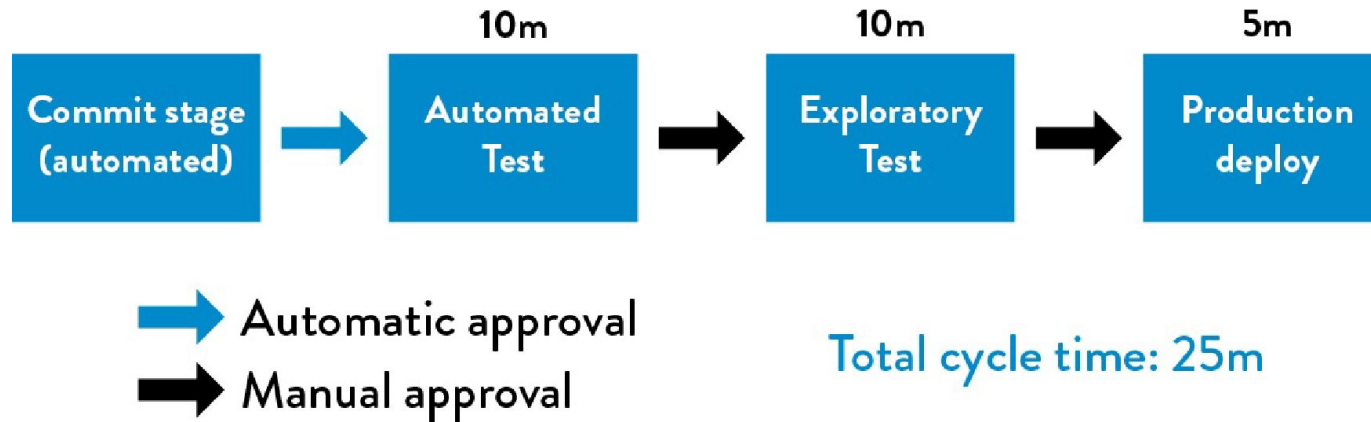 10m
10m
5m
Commit stage
(automated)
Automated
Test
Exploratory
Test
Production
deploy
Automatic approval
Manual approval
Total cycle time: 25m